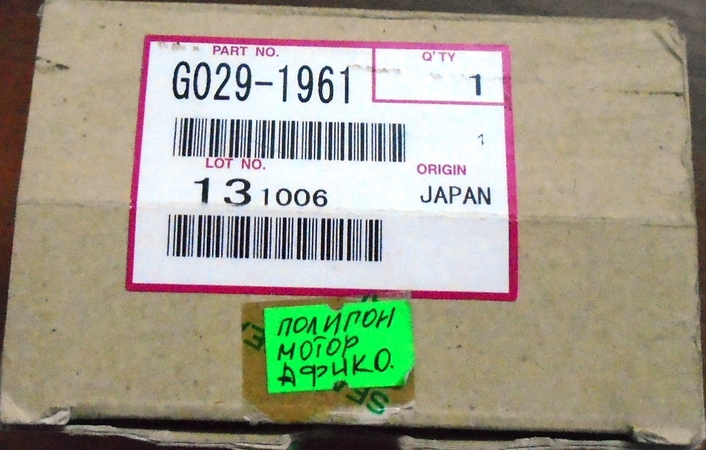 PART NO.
Q'TY
G029-1961
1
1
LOT NO.
ORIGIN
131006
JAPAN
ПОЛИГОН
МОТОР
АФИКО.